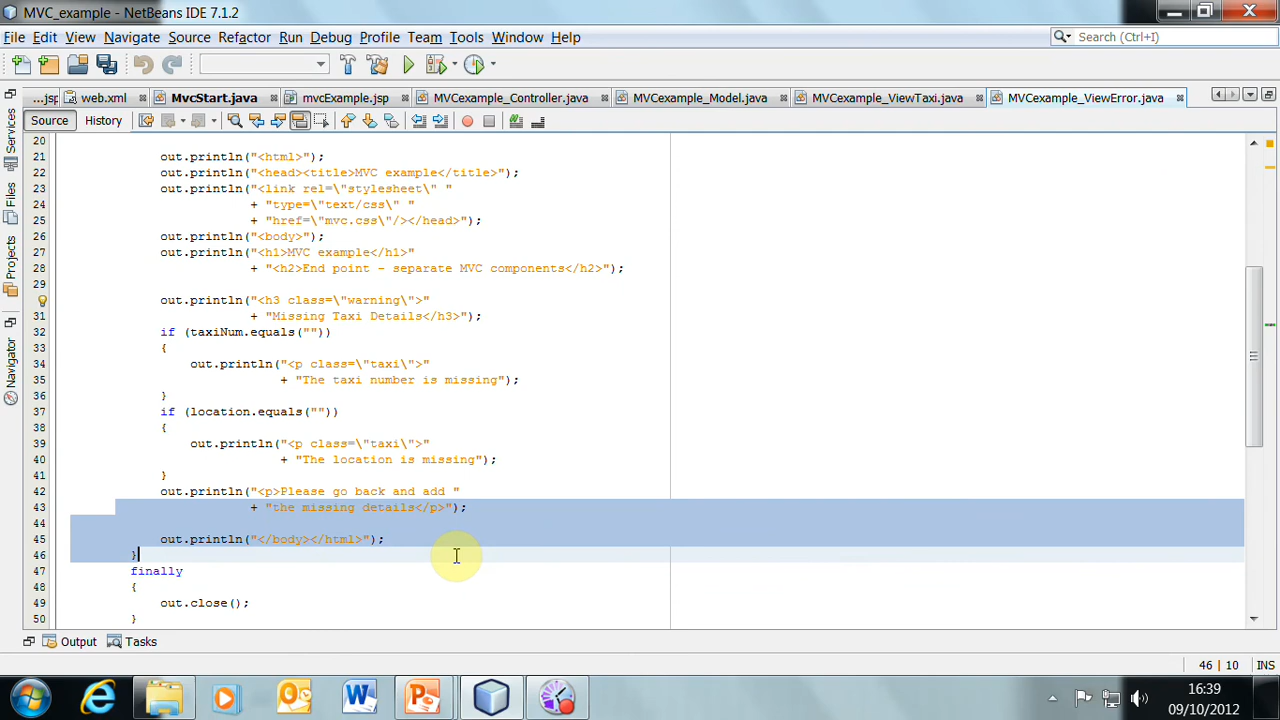 MVC_example - NetBeans IDE 7.1.2
File Edit View Navigate Source Refactor Run Debug Profile Team Tools Window Help
Search (Ctrl+I)
...jsp web.xml MvcStart.java mvcExample.jsp MVCexample_Controller.java MVCexample_Model.java MVCexample_ViewTaxi.java MVCexample_ViewError.java
Source History
Services
Files
Projects
Navigator
20
21 out.println("<html>");
22 out.println("<head><title>MVC example</title>");
23 out.println("<link rel=\"stylesheet\" "
24 + "type=\"text/css\" "
25 + "href=\"mvc.css\"/></head>");
26 out.println("<body>");
27 out.println("<h1>MVC example</h1>"
28 + "<h2>End point - separate MVC components</h2>");
29
out.println("<h3 class=\"warning\">"
31 + "Missing Taxi Details</h3>");
32 if (taxiNum.equals(""))
33 {
34 out.println("<p class=\"taxi\">"
35 + "The taxi number is missing");
36 }
37 if (location.equals(""))
38 {
39 out.println("<p class=\"taxi\">"
40 + "The location is missing");
41 }
42 out.println("<p>Please go back and add "
43 + "the missing details</p>");
44
45 out.println("</body></html>");
46 }
47 finally
48 {
49 out.close();
50 }
Output Tasks
46 | 10 INS
16:39
09/10/2012